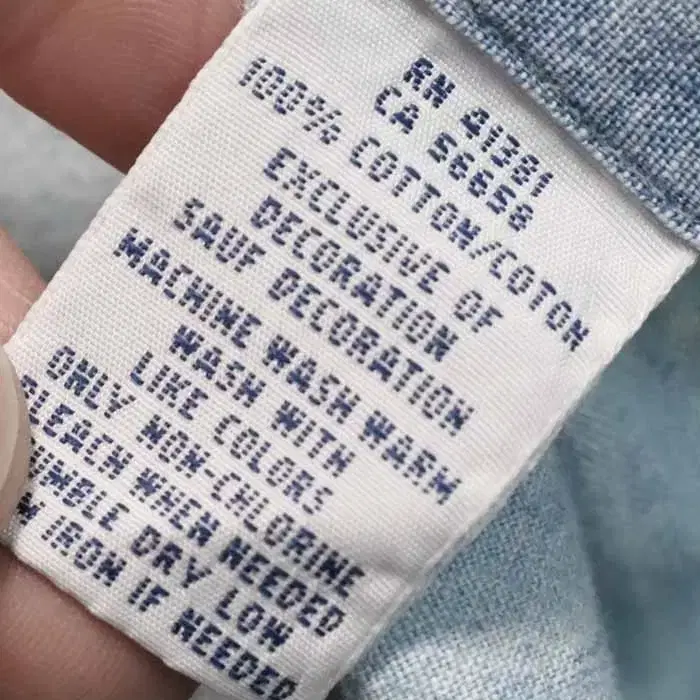 RN 41381
CA 56658
100% COTTON/COTON
EXCLUSIVE OF
DECORATION
SAUF DECORATION
MACHINE WASH WARM
WASH WITH
LIKE COLORS
ONLY NON-CHLORINE
BLEACH WHEN NEEDED
TUMBLE DRY LOW
IRON IF NEEDED